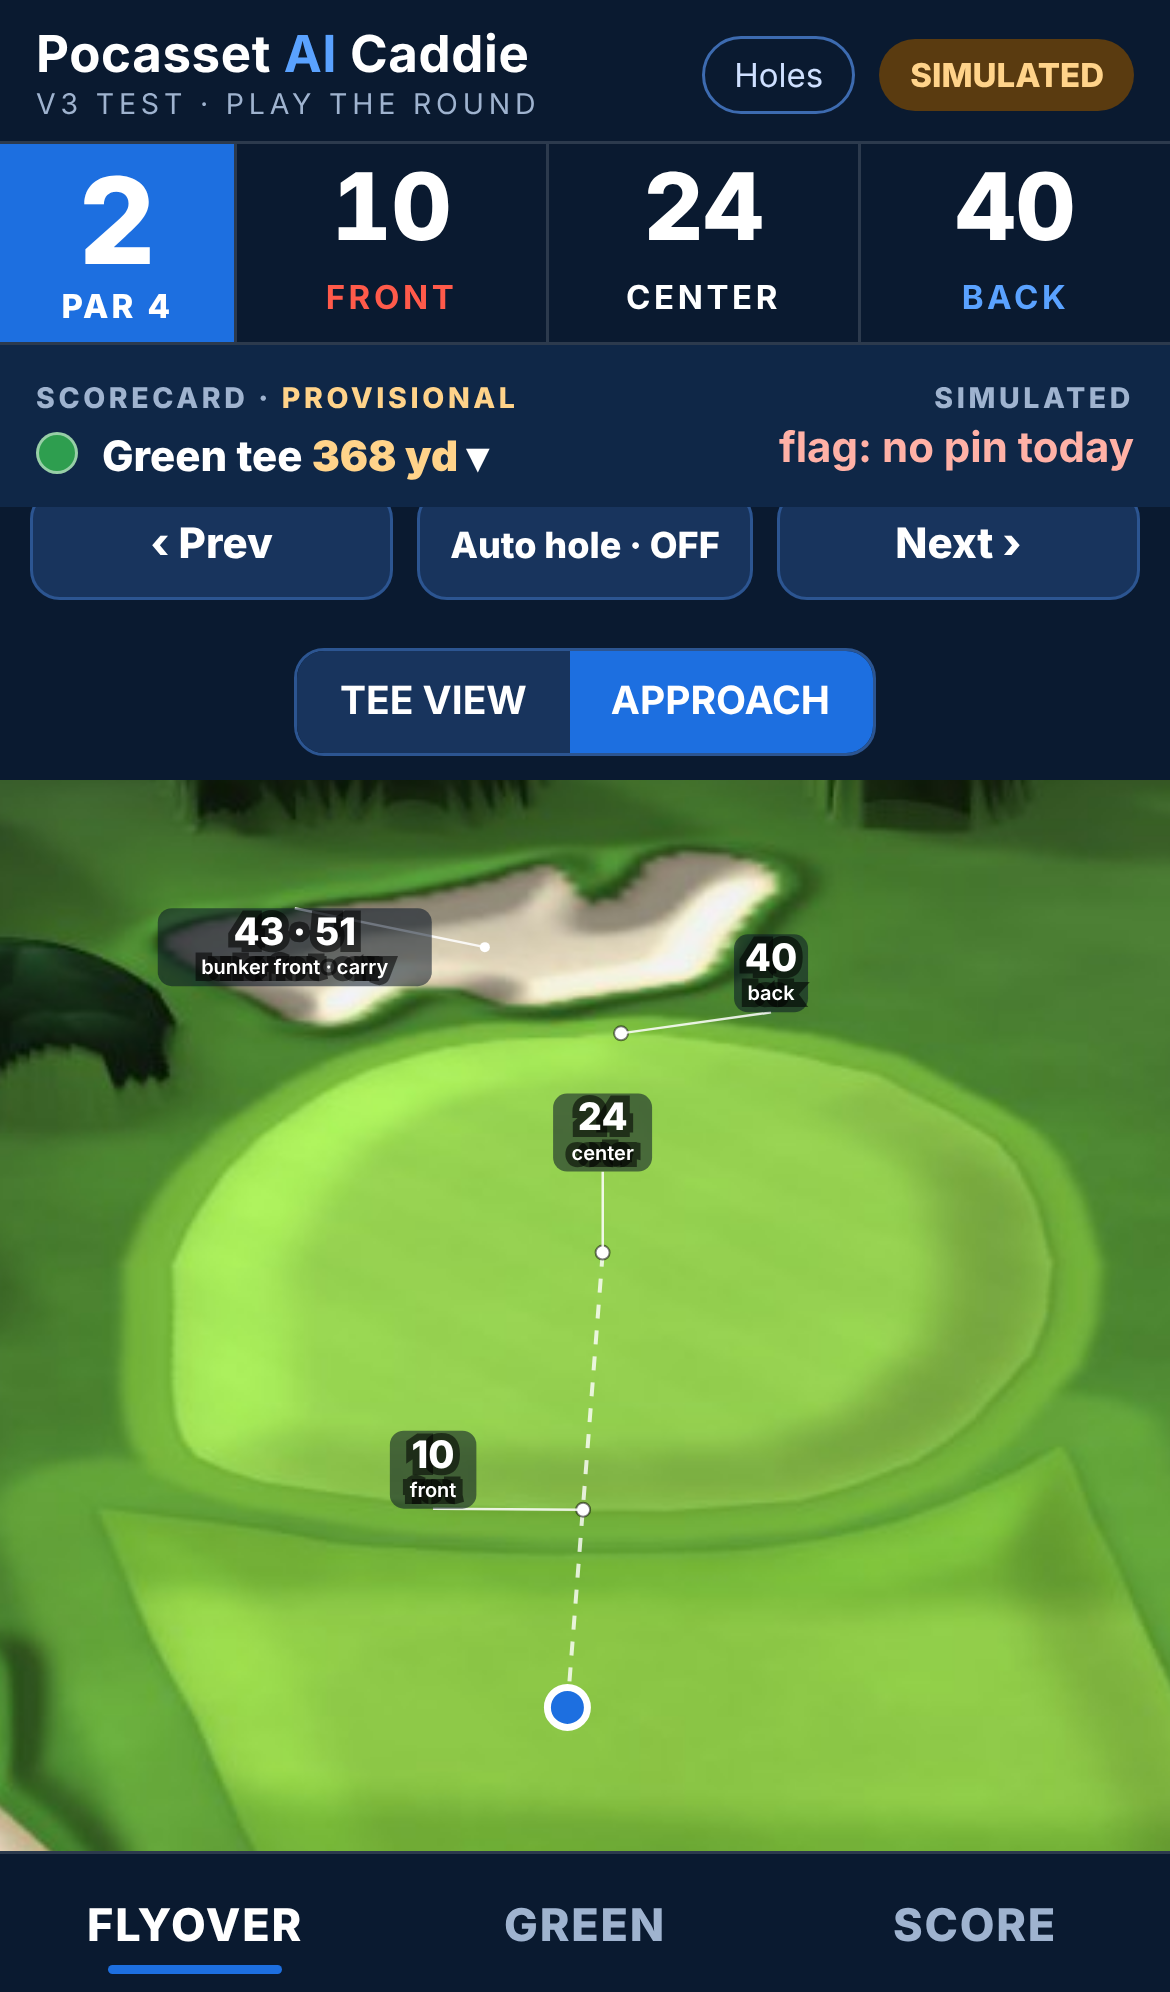 Pocasset AI Caddie
V3 TEST · PLAY THE ROUND
Holes
SIMULATED
2
PAR 4
10
FRONT
24
CENTER
40
BACK
SCORECARD · PROVISIONAL
Green tee 368 yd ▼
SIMULATED
flag: no pin today
‹ Prev
Auto hole · OFF
Next ›
TEE VIEW
APPROACH
43 · 51
bunker front · carry
40
back
24
center
10
front
FLYOVER
GREEN
SCORE